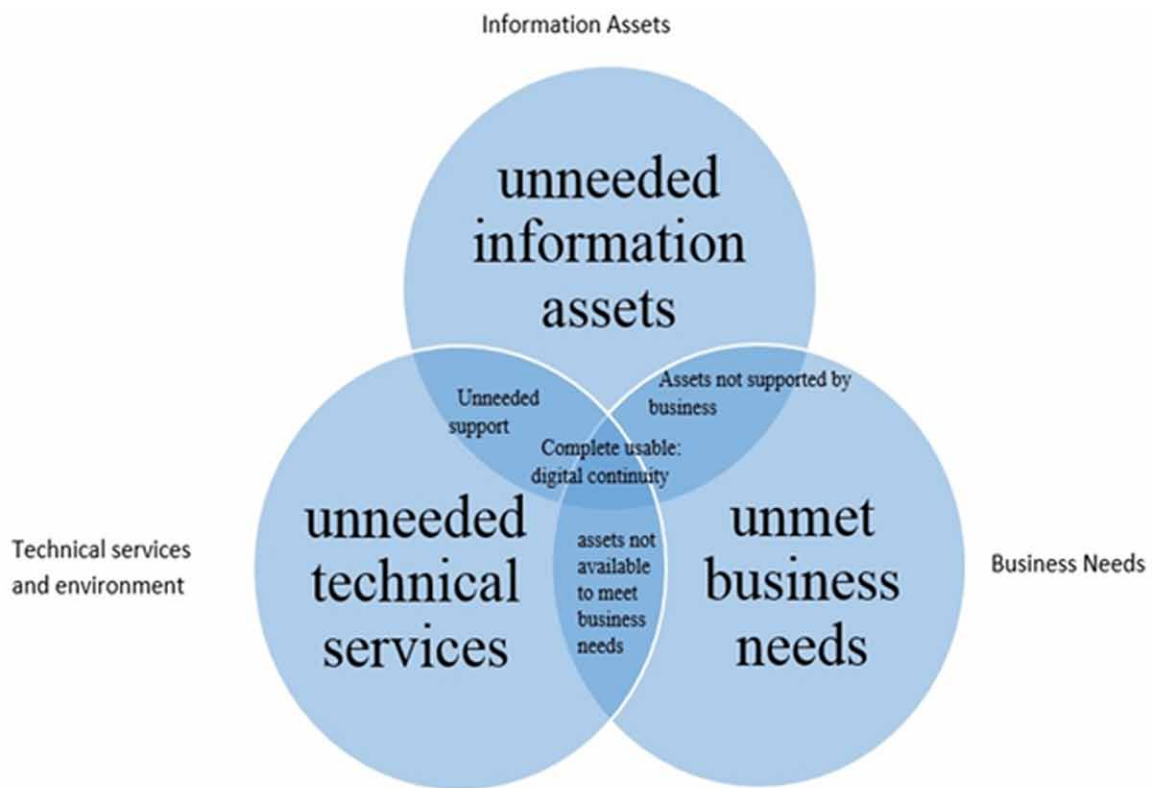 Information Assets
unneeded
information
assets
Assets not supported by
business
Unneeded
support
Complete usable:
digital continuity
unneeded
technical
services
assets not
available
to meet
business
needs
unmet
business
needs
Technical services
and environment
Business Needs